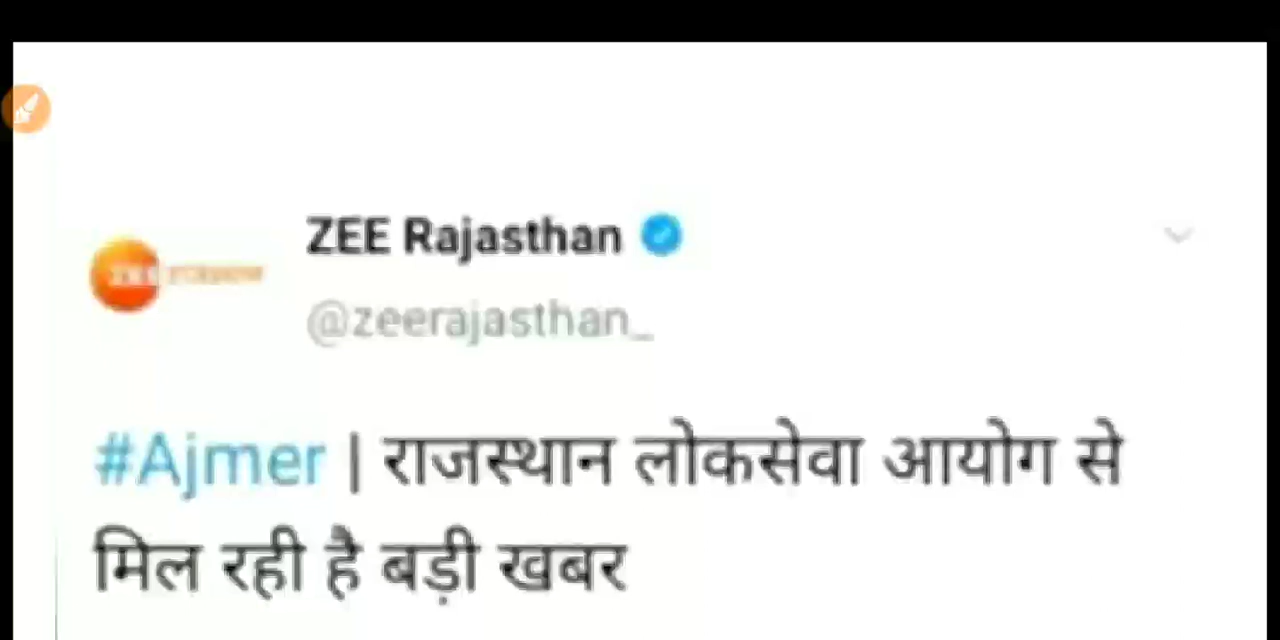 ZEE Rajasthan
@zeerajasthan_
#Ajmer | राजस्थान लोकसेवा आयोग से
मिल रही है बड़ी खबर